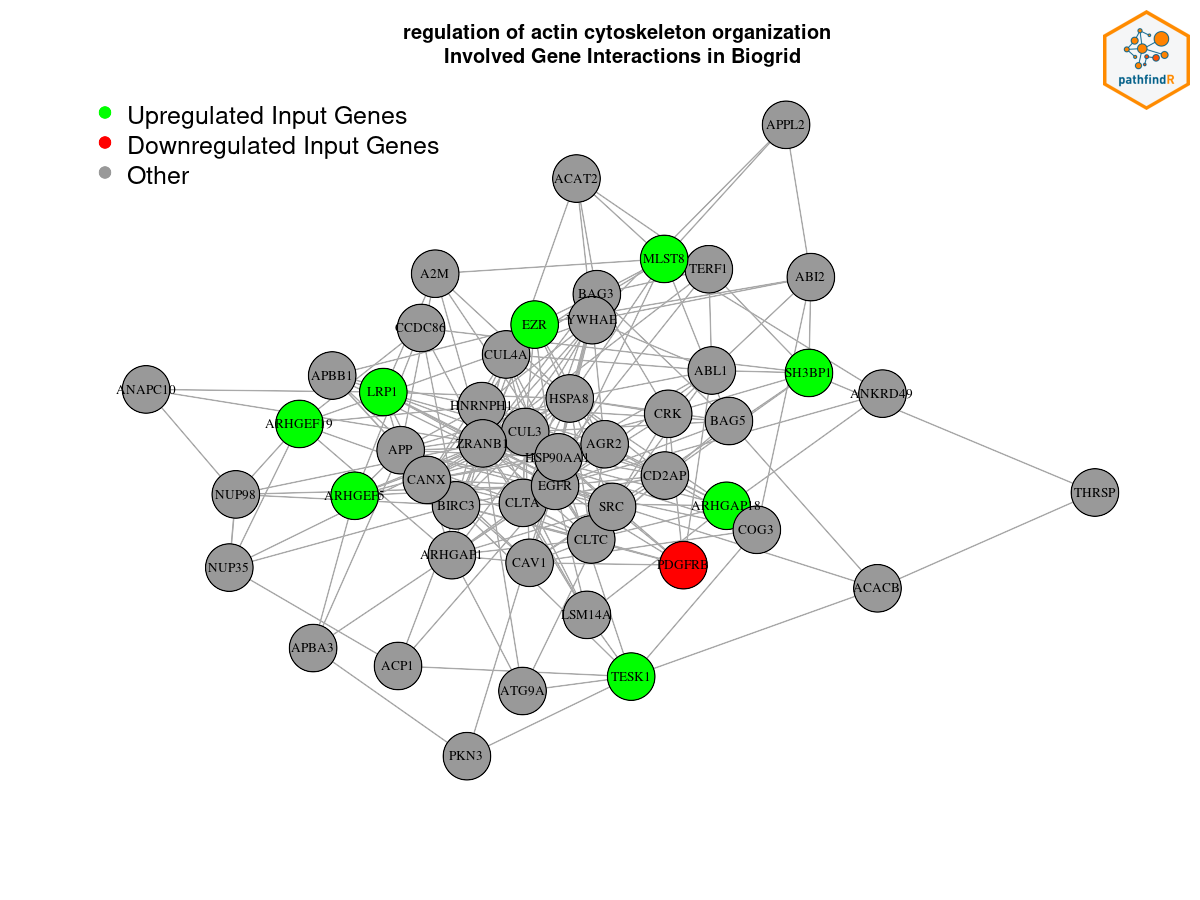 regulation of actin cytoskeleton organization
Involved Gene Interactions in Biogrid
pathfindR
Upregulated Input Genes
Downregulated Input Genes
Other
APPL2
ACAT2
MLST8
TERF1
A2M
ABI2
BAG3
YWHAE
EZR
CCDC86
CUL4A
APBB1
ABL1
SH3BP1
ANAPC10
LRP1
ANKRD49
HNRNPH1
HSPA8
CRK
BAG5
ARHGEF19
CUL3
ZRANB1
AGR2
APP
HSP90AA1
CANX
CD2AP
EGFR
NUP98
ARHGEF5
THRSP
BIRC3
CLTA
SRC
ARHGAP18
COG3
CLTC
ARHGAP1
CAV1
PDGFRB
NUP35
ACACB
LSM14A
APBA3
ACP1
TESK1
ATG9A
PKN3